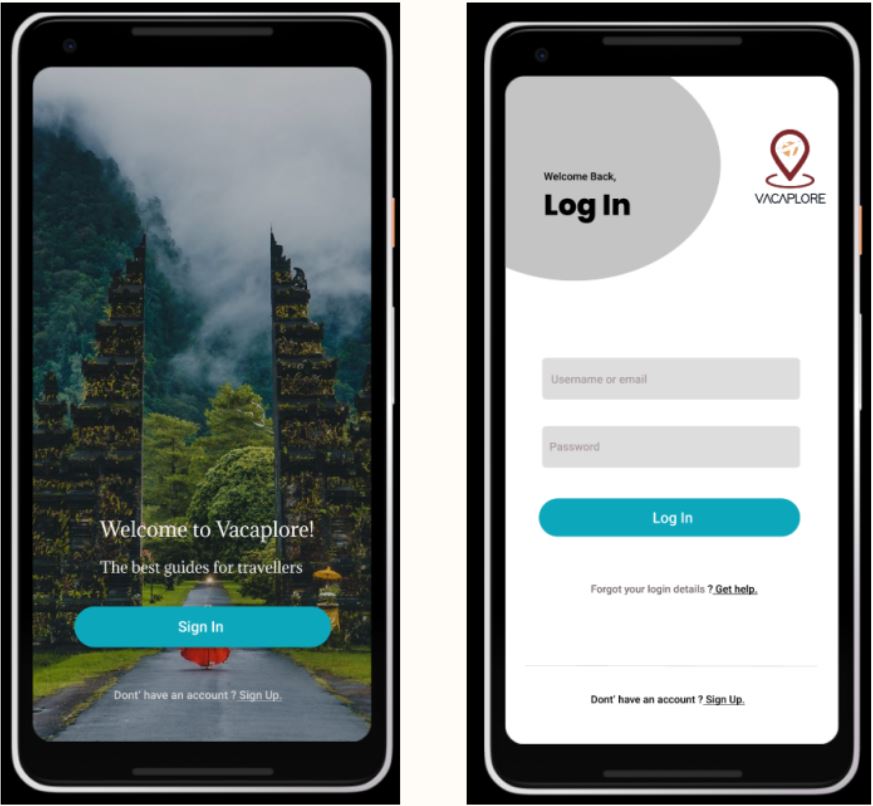 Welcome to Vacaplore!
The best guides for travellers
Sign In
Dont' have an account ? Sign Up.
Welcome Back,
Log In
VACAPLORE
Username or email
Password
Log In
Forgot your login details ? Get help.
Dont' have an account ? Sign Up.